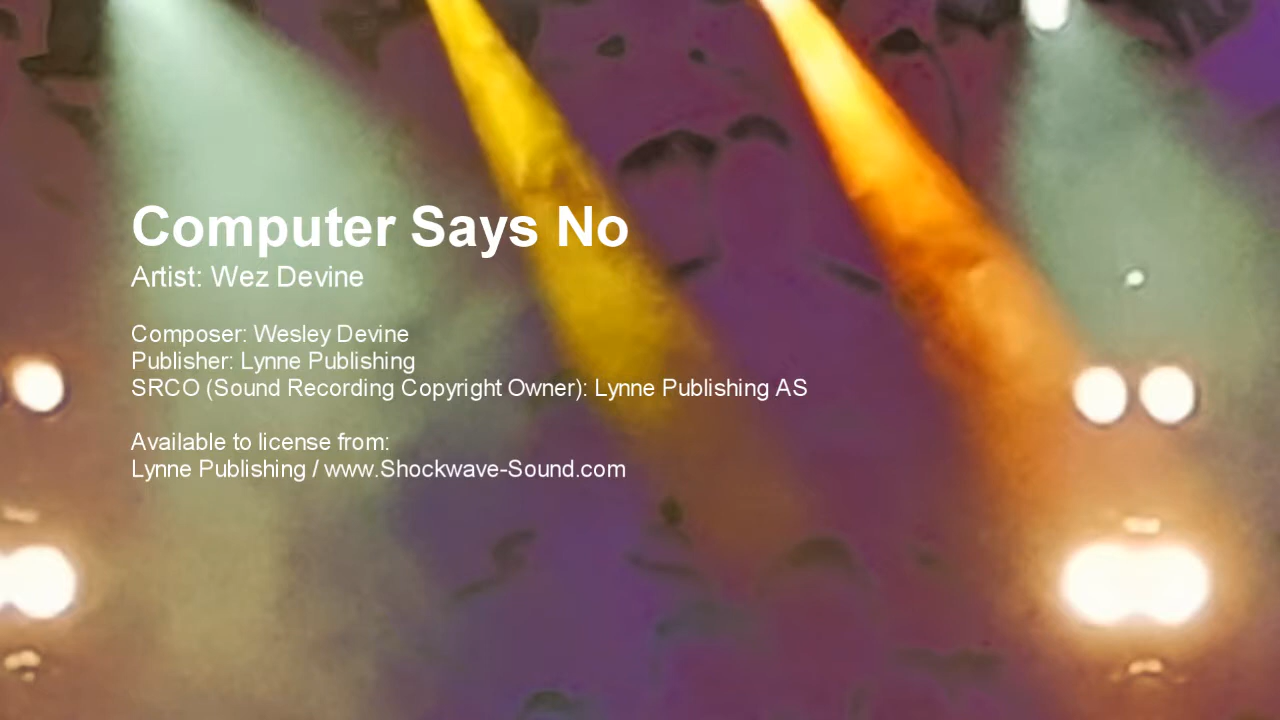 Computer Says No
Artist: Wez Devine
Composer: Wesley Devine
Publisher: Lynne Publishing
SRCO (Sound Recording Copyright Owner): Lynne Publishing AS
Available to license from:
Lynne Publishing / www.Shockwave-Sound.com